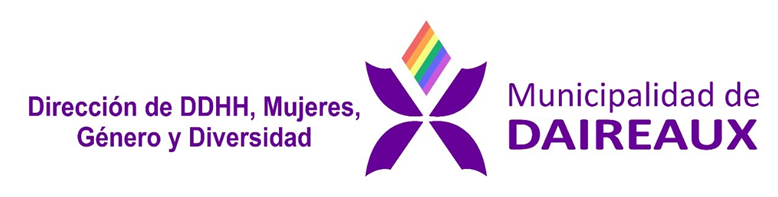 Dirección de DDHH, Mujeres,
Género y Diversidad
Municipalidad de
DAIREAUX